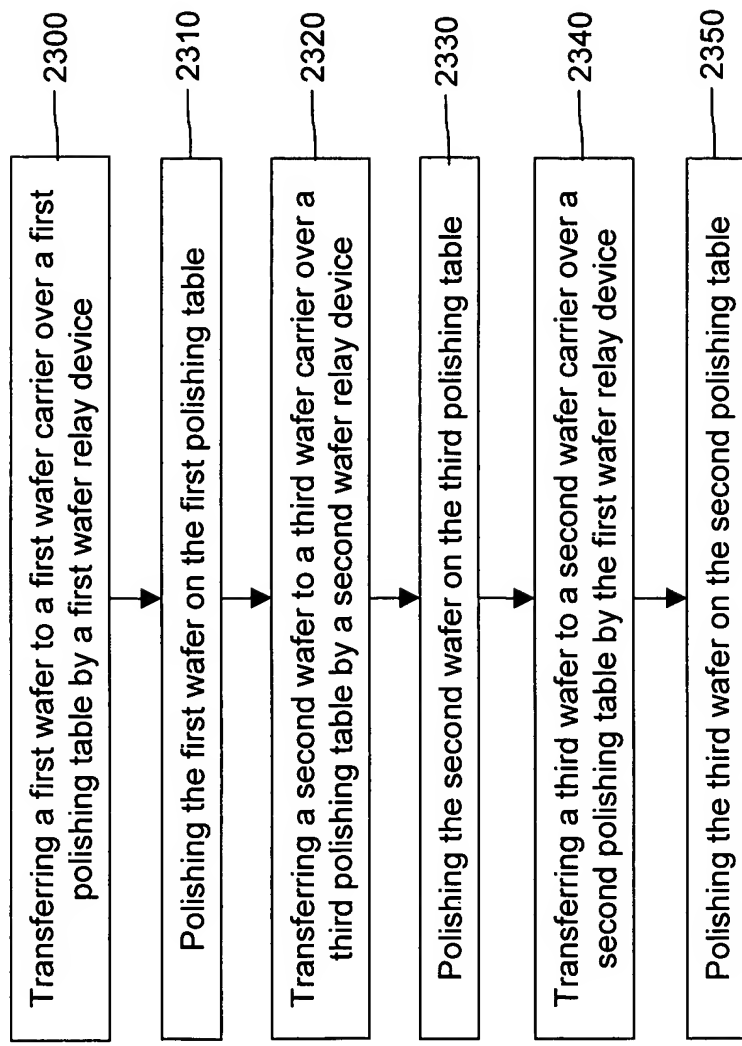 Transferring a first wafer to a first wafer carrier over a first
polishing table by a first wafer relay device
2300
Polishing the first wafer on the first polishing table
2310
Transferring a second wafer to a third wafer carrier over a
third polishing table by a second wafer relay device
2320
Polishing the second wafer on the third polishing table
2330
Transferring a third wafer to a second wafer carrier over a
second polishing table by the first wafer relay device
2340
Polishing the third wafer on the second polishing table
2350